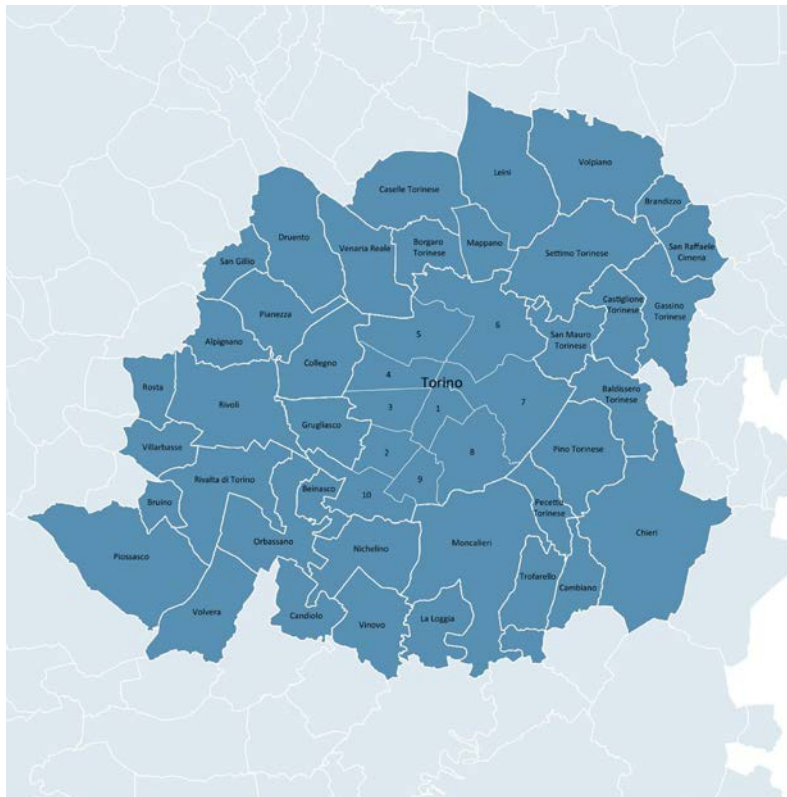 Leini
Volpiano
Caselle Torinese
Brandizzo
Druento
Venaria Reale
Borgaro
Torinese
Mappano
Settimo Torinese
San Raffaele
Cimena
San Gillio
Castiglione
Torinese
Gassino
Torinese
Pianezza
5
6
San Mauro
Torinese
Alpignano
Collegno
4
Torino
Rosta
Rivoli
3
1
7
Baldissero
Torinese
Grugliasco
Villarbasse
2
8
Pino Torinese
Rivalta di Torino
Beinasco
9
10
Bruino
Pecetto
Torinese
Chieri
Piossasco
Orbassano
Nichelino
Moncalieri
Trofarello
Cambiano
Volvera
Candiolo
Vinovo
La Loggia